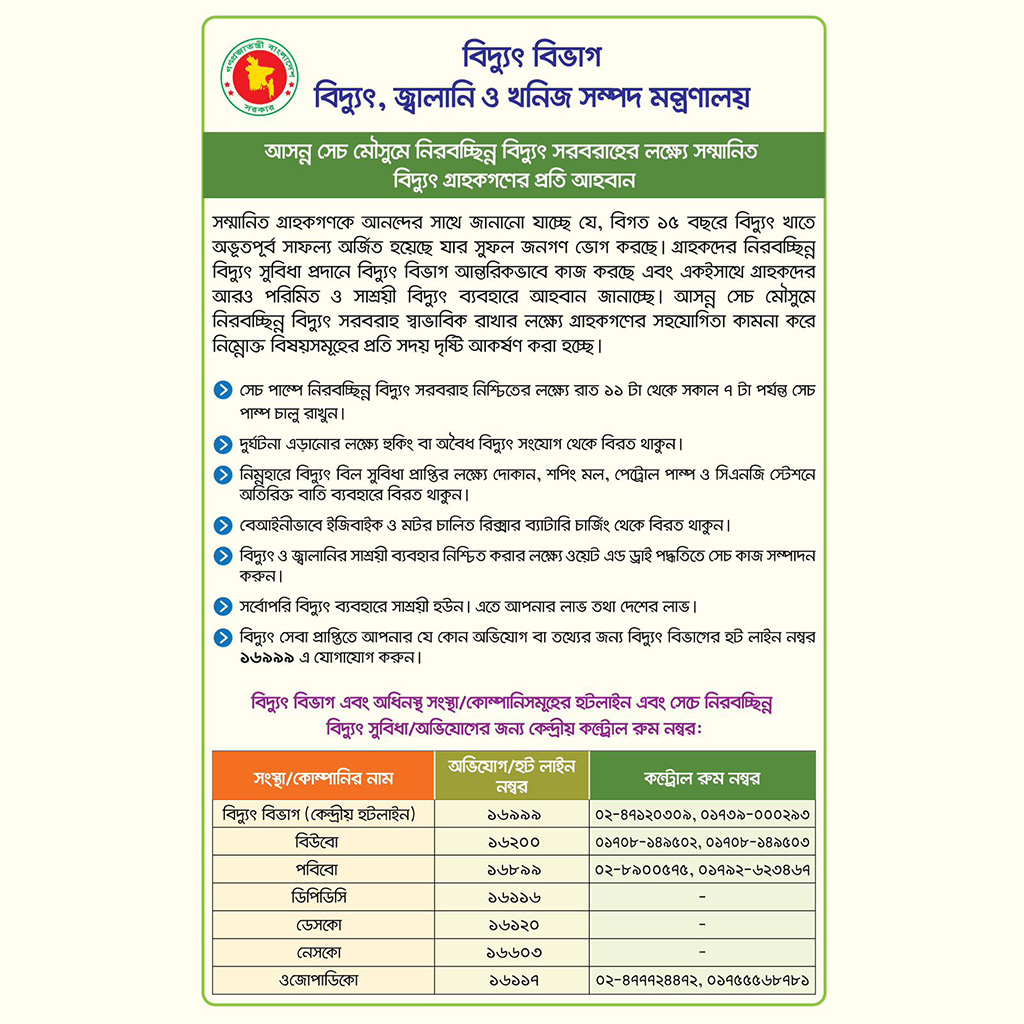 গণপ্রজাতন্ত্রী বাংলাদেশ
সরকার
বিদ্যুৎ বিভাগ
বিদ্যুৎ, জ্বালানি ও খনিজ সম্পদ মন্ত্রণালয়
আসন্ন সেচ মৌসুমে নিরবচ্ছিন্ন বিদ্যুৎ সরবরাহের লক্ষ্যে সম্মানিত
বিদ্যুৎ গ্রাহকগণের প্রতি আহবান
সম্মানিত গ্রাহকগণকে আনন্দের সাথে জানানো যাচ্ছে যে, বিগত ১৫ বছরে বিদ্যুৎ খাতে
অভূতপূর্ব সাফল্য অর্জিত হয়েছে যার সুফল জনগণ ভোগ করছে। গ্রাহকদের নিরবচ্ছিন্ন
বিদ্যুৎ সুবিধা প্রদানে বিদ্যুৎ বিভাগ আন্তরিকভাবে কাজ করছে এবং একইসাথে গ্রাহকদের
আরও পরিমিত ও সাশ্রয়ী বিদ্যুৎ ব্যবহারে আহবান জানাচ্ছে। আসন্ন সেচ মৌসুমে
নিরবচ্ছিন্ন বিদ্যুৎ সরবরাহ স্বাভাবিক রাখার লক্ষ্যে গ্রাহকগণের সহযোগিতা কামনা করে
নিম্নোক্ত বিষয়সমূহের প্রতি সদয় দৃষ্টি আকর্ষণ করা হচ্ছে।
সেচ পাম্পে নিরবচ্ছিন্ন বিদ্যুৎ সরবরাহ নিশ্চিতের লক্ষ্যে রাত ১১ টা থেকে সকাল ৭ টা পর্যন্ত সেচ
পাম্প চালু রাখুন।
দুর্ঘটনা এড়ানোর লক্ষ্যে হুকিং বা অবৈধ বিদ্যুৎ সংযোগ থেকে বিরত থাকুন।
নিম্নহারে বিদ্যুৎ বিল সুবিধা প্রাপ্তির লক্ষ্যে দোকান, শপিং মল, পেট্রোল পাম্প ও সিএনজি স্টেশনে
অতিরিক্ত বাতি ব্যবহারে বিরত থাকুন।
বেআইনীভাবে ইজিবাইক ও মটর চালিত রিক্সার ব্যাটারি চার্জিং থেকে বিরত থাকুন।
বিদ্যুৎ ও জ্বালানির সাশ্রয়ী ব্যবহার নিশ্চিত করার লক্ষ্যে ওয়েট এন্ড ড্রাই পদ্ধতিতে সেচ কাজ সম্পাদন
করুন।
সর্বোপরি বিদ্যুৎ ব্যবহারে সাশ্রয়ী হউন। এতে আপনার লাভ তথা দেশের লাভ।
বিদ্যুৎ সেবা প্রাপ্তিতে আপনার যে কোন অভিযোগ বা তথ্যের জন্য বিদ্যুৎ বিভাগের হট লাইন নম্বর
১৬৯৯৯ এ যোগাযোগ করুন।
বিদ্যুৎ বিভাগ এবং অধিনস্থ সংস্থা/কোম্পানিসমূহের হটলাইন এবং সেচে নিরবচ্ছিন্ন
বিদ্যুৎ সুবিধা/অভিযোগের জন্য কেন্দ্রীয় কন্ট্রোল রুম নম্বর:
সংস্থা/কোম্পানির নাম অভিযোগ/হট লাইন নম্বর কন্ট্রোল রুম নম্বর
বিদ্যুৎ বিভাগ (কেন্দ্রীয় হটলাইন) ১৬৯৯৯ ০২-৪৭১২০৩০৯, ০১৭৩৯-০০০২৯৩
বিউবো ১৬২০০ ০১৭০৮-১৪৯৫০২, ০১৭০৮-১৪৯৫০৩
পবিবো ১৬৮৯৯ ০২-৮৯০০৫৭৫, ০১৭৯২-৬২৩৪৬৭
ডিপিডিসি ১৬১১৬ -
ডেসকো ১৬১২০ -
নেসকো ১৬৬০৩ -
ওজোপাডিকো ১৬১১৭ ০২-৪৭৭৭২৪৪৭২, ০১৭৫৫৫৬৮৭৮১